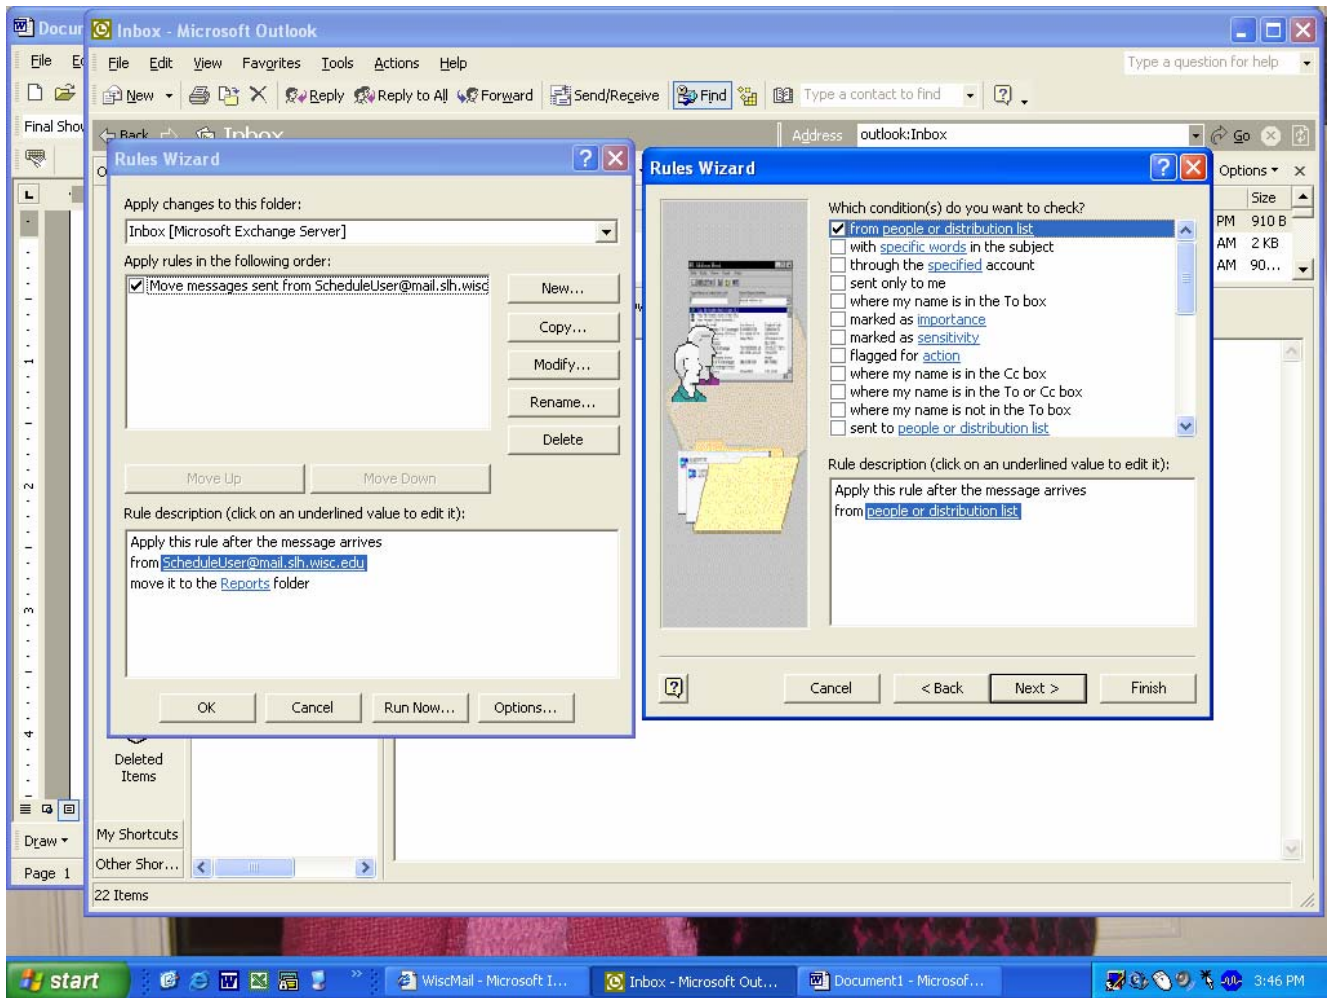 Docur
Inbox - Microsoft Outlook
File Ed
File Edit View Favorites Tools Actions Help
Type a question for help
New Reply Reply to All Forward Send/Receive Find Type a contact to find
Final Shov
Back Inbox
Address outlook:Inbox Go
Options
Size
PM 910 B
AM 2 KB
AM 90...
Rules Wizard
Apply changes to this folder:
Inbox [Microsoft Exchange Server]
Apply rules in the following order:
Move messages sent from ScheduleUser@mail.slh.wisc
New...
Copy...
Modify...
Rename...
Delete
Move Up Move Down
Rule description (click on an underlined value to edit it):
Apply this rule after the message arrives
from ScheduleUser@mail.slh.wisc.edu
move it to the Reports folder
OK Cancel Run Now... Options...
Rules Wizard
Which condition(s) do you want to check?
from people or distribution list
with specific words in the subject
through the specified account
sent only to me
where my name is in the To box
marked as importance
marked as sensitivity
flagged for action
where my name is in the Cc box
where my name is in the To or Cc box
where my name is not in the To box
sent to people or distribution list
Rule description (click on an underlined value to edit it):
Apply this rule after the message arrives
from people or distribution list
Cancel < Back Next > Finish
1
2
3
4
Deleted
Items
My Shortcuts
Other Shor...
Draw
Page 1
22 Items
start
WiscMail - Microsoft I...
Inbox - Microsoft Out...
Document1 - Microsof...
3:46 PM